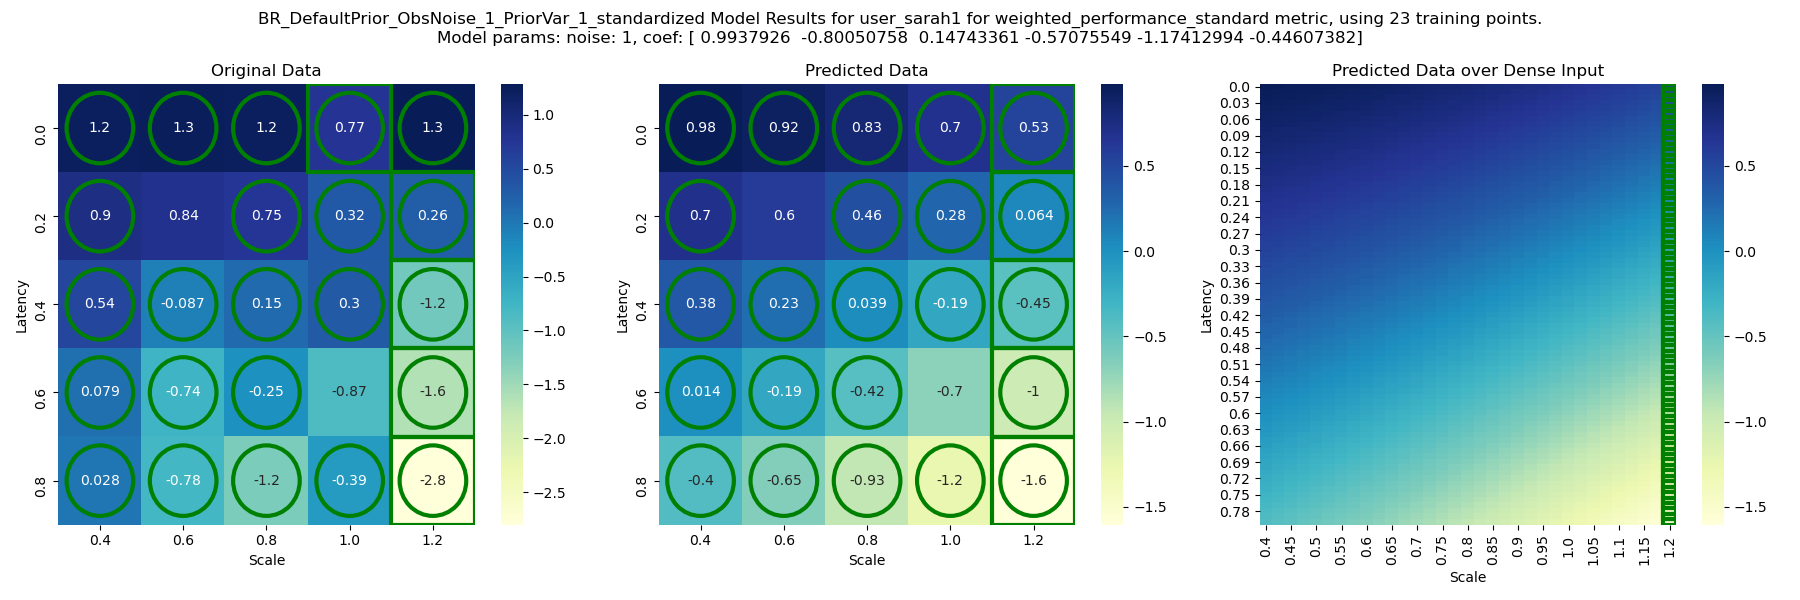 BR_DefaultPrior_ObsNoise_1_PriorVar_1_standardized Model Results for user_sarah1 for weighted_performance_standard metric, using 23 training points.
Model params: noise: 1, coef: [ 0.9937926  -0.80050758  0.14743361 -0.57075549 -1.17412994 -0.44607382]
Original Data
Latency
0.0
0.2
0.4
0.6
0.8
1.2 1.3 1.2 0.77 1.3
0.9 0.84 0.75 0.32 0.26
0.54 -0.087 0.15 0.3 -1.2
0.079 -0.74 -0.25 -0.87 -1.6
0.028 -0.78 -1.2 -0.39 -2.8
0.4 0.6 0.8 1.0 1.2
Scale
1.0
0.5
0.0
−0.5
−1.0
−1.5
−2.0
−2.5
Predicted Data
Latency
0.0
0.2
0.4
0.6
0.8
0.98 0.92 0.83 0.7 0.53
0.7 0.6 0.46 0.28 0.064
0.38 0.23 0.039 -0.19 -0.45
0.014 -0.19 -0.42 -0.7 -1
-0.4 -0.65 -0.93 -1.2 -1.6
0.4 0.6 0.8 1.0 1.2
Scale
0.5
0.0
−0.5
−1.0
−1.5
Predicted Data over Dense Input
Latency
0.0
0.03
0.06
0.09
0.12
0.15
0.18
0.21
0.24
0.27
0.3
0.33
0.36
0.39
0.42
0.45
0.48
0.51
0.54
0.57
0.6
0.63
0.66
0.69
0.72
0.75
0.78
0.4 0.45 0.5 0.55 0.6 0.65 0.7 0.75 0.8 0.85 0.9 0.95 1.0 1.05 1.1 1.15 1.2
Scale
0.5
0.0
−0.5
−1.0
−1.5